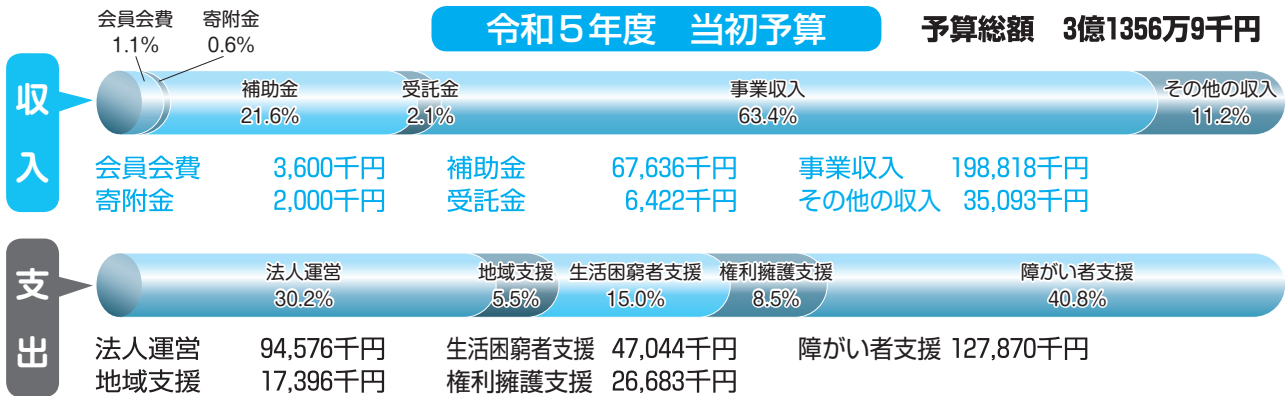 令和5年度 当初予算
予算総額 3億1356万9千円
収入
会員会費 1.1%
寄附金 0.6%
補助金 21.6%
受託金 2.1%
事業収入 63.4%
その他の収入 11.2%
会員会費 3,600千円 補助金 67,636千円 事業収入 198,818千円
寄附金 2,000千円 受託金 6,422千円 その他の収入 35,093千円
支出
法人運営 30.2%
地域支援 5.5%
生活困窮者支援 15.0%
権利擁護支援 8.5%
障がい者支援 40.8%
法人運営 94,576千円 生活困窮者支援 47,044千円 障がい者支援 127,870千円
地域支援 17,396千円 権利擁護支援 26,683千円